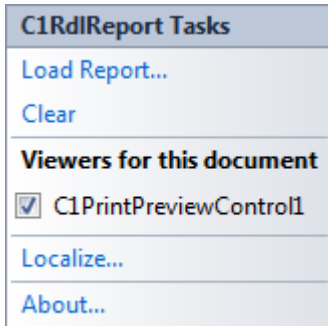 C1RdlReport Tasks
Load Report...
Clear
Viewers for this document
C1PrintPreviewControl1
Localize...
About...